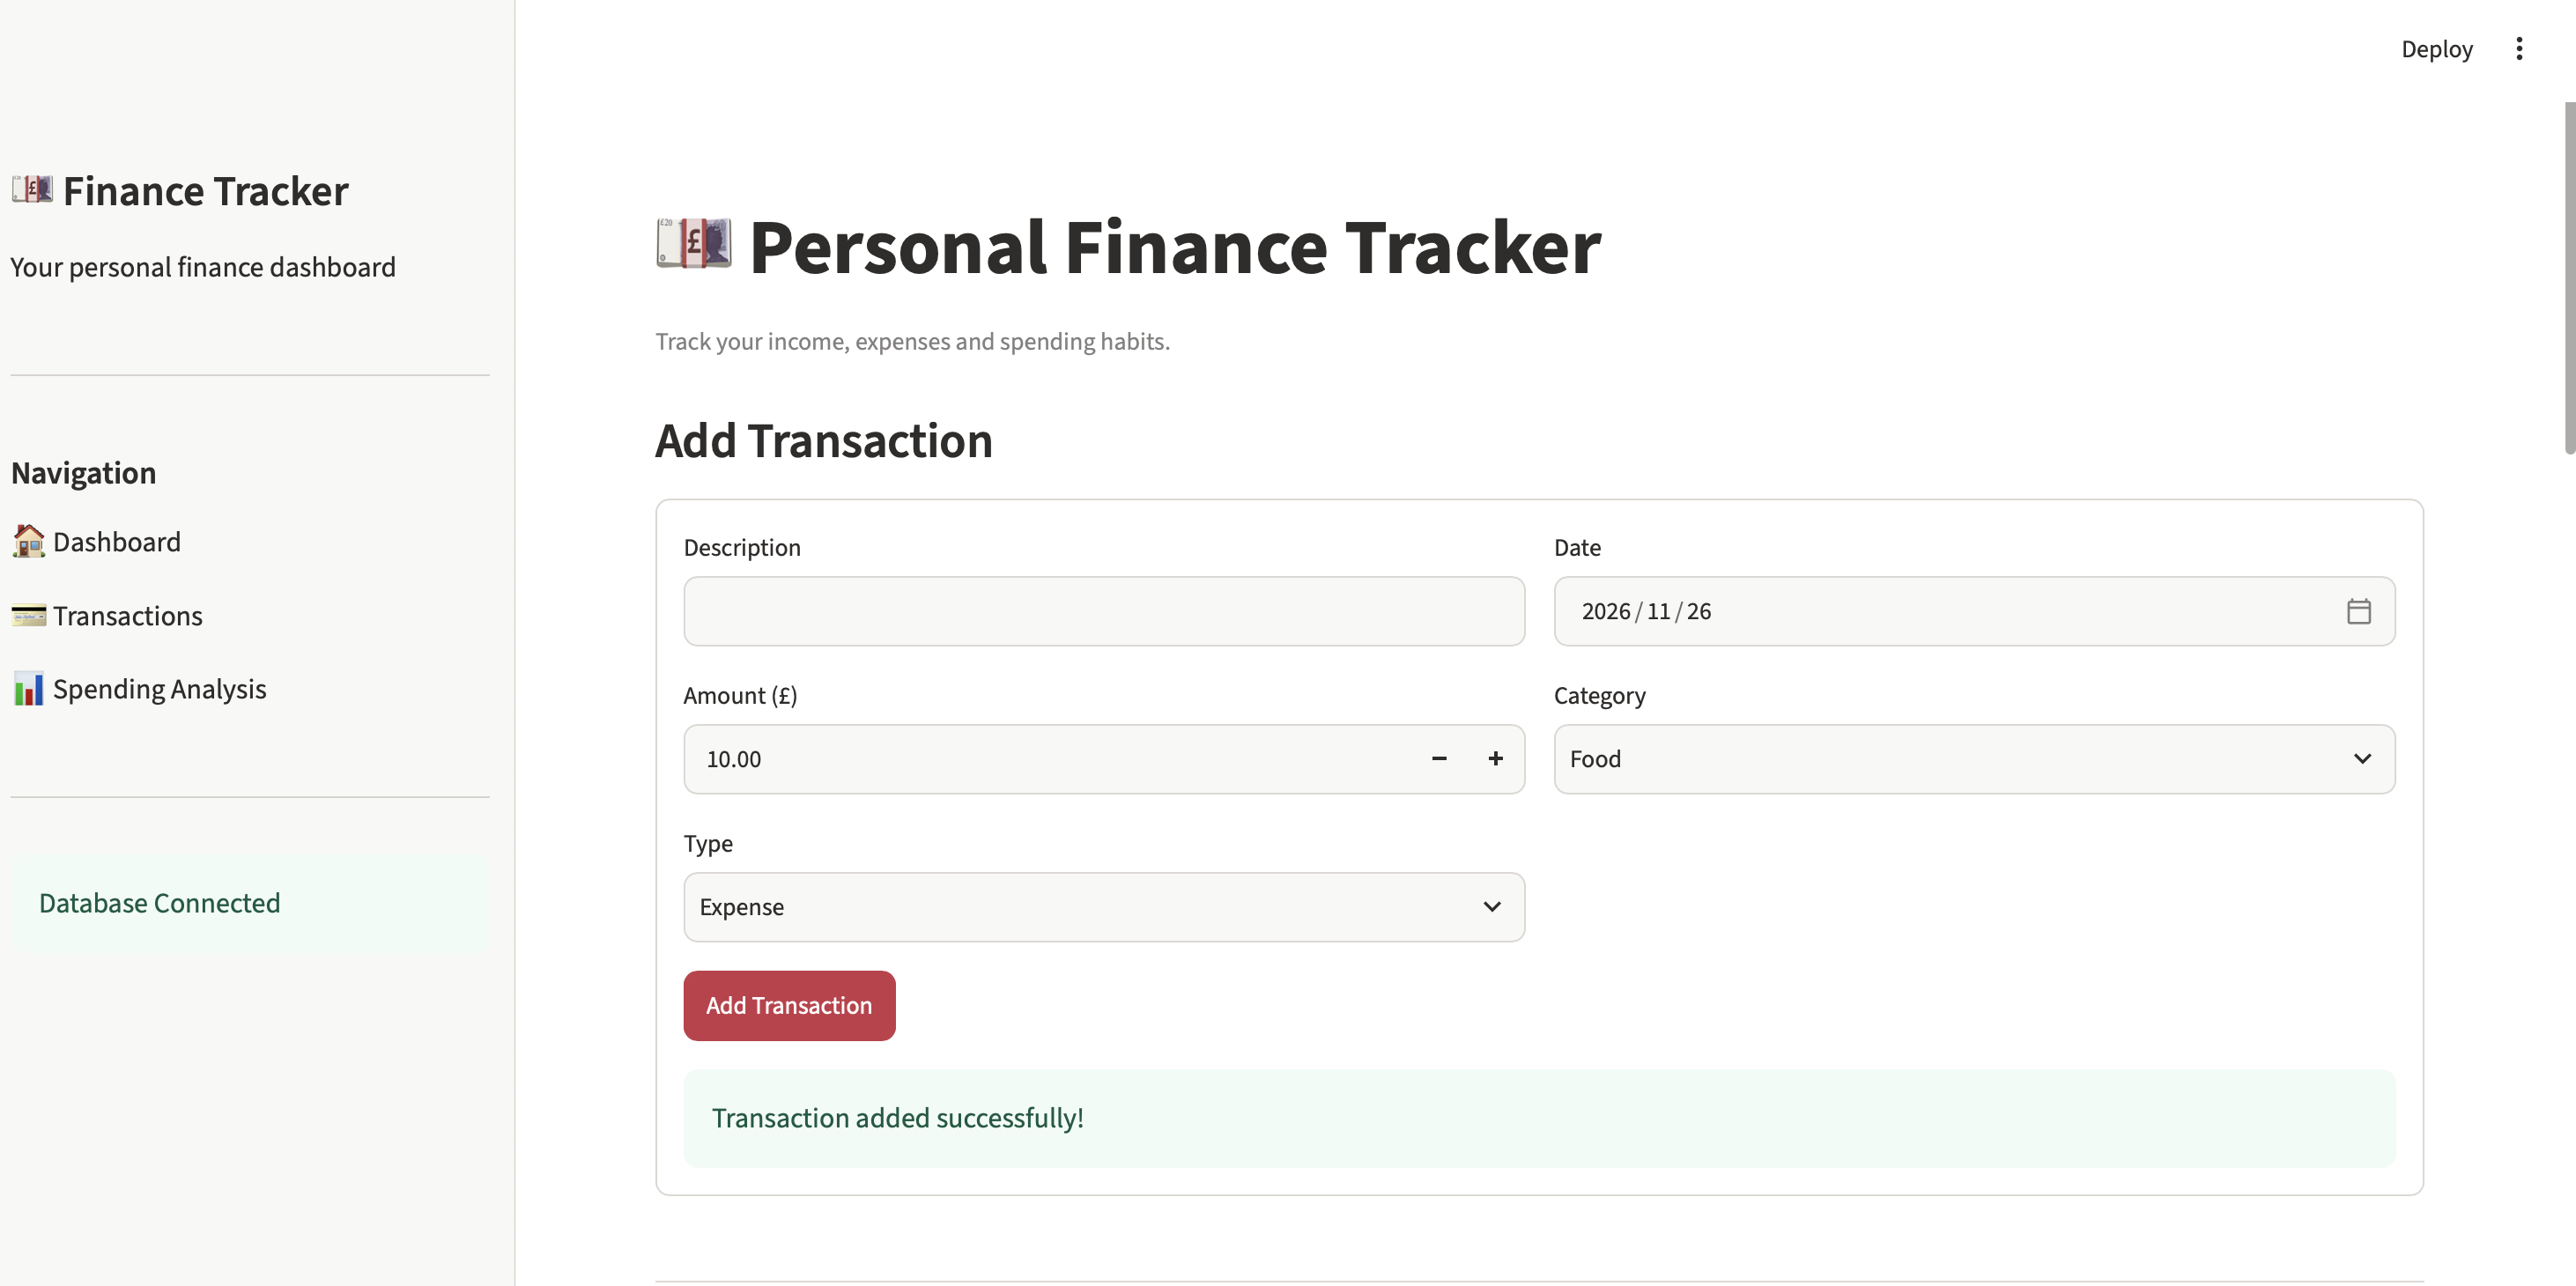 Deploy
Finance Tracker
Your personal finance dashboard
Navigation
Dashboard
Transactions
Spending Analysis
Database Connected
Personal Finance Tracker
Track your income, expenses and spending habits.
Add Transaction
Description
Date
2026/11/26
Amount (£)
Category
10.00
Food
Type
Expense
Add Transaction
Transaction added successfully!